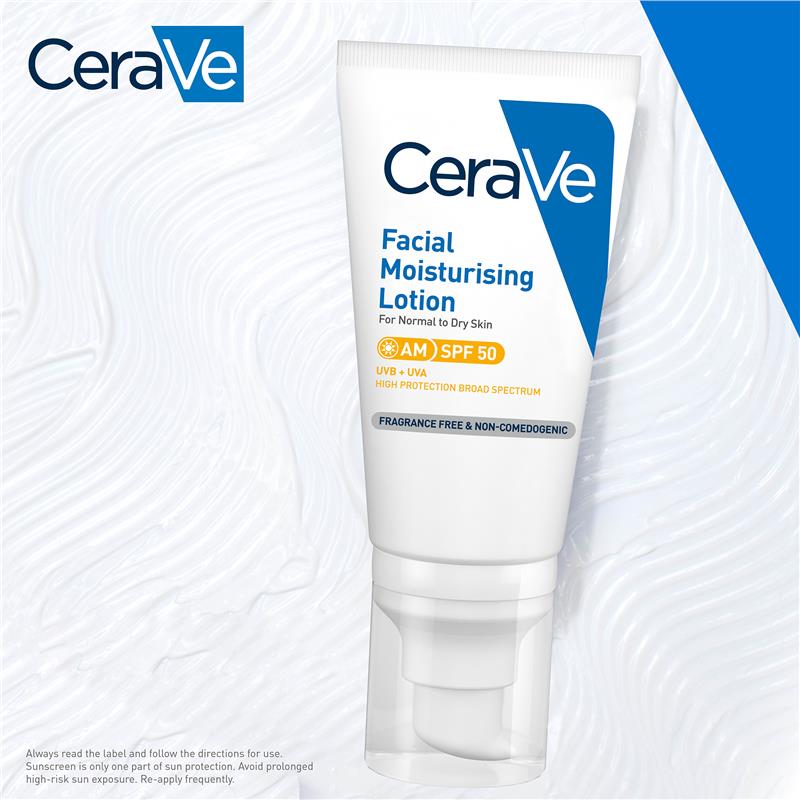 CeraVe
CeraVe
Facial
Moisturising
Lotion
For Normal to Dry Skin
AM SPF 50
UVB + UVA
HIGH PROTECTION BROAD SPECTRUM
FRAGRANCE FREE & NON-COMEDOGENIC
Always read the label and follow the directions for use.
Sunscreen is only one part of sun protection. Avoid prolonged
high-risk sun exposure. Re-apply frequently.